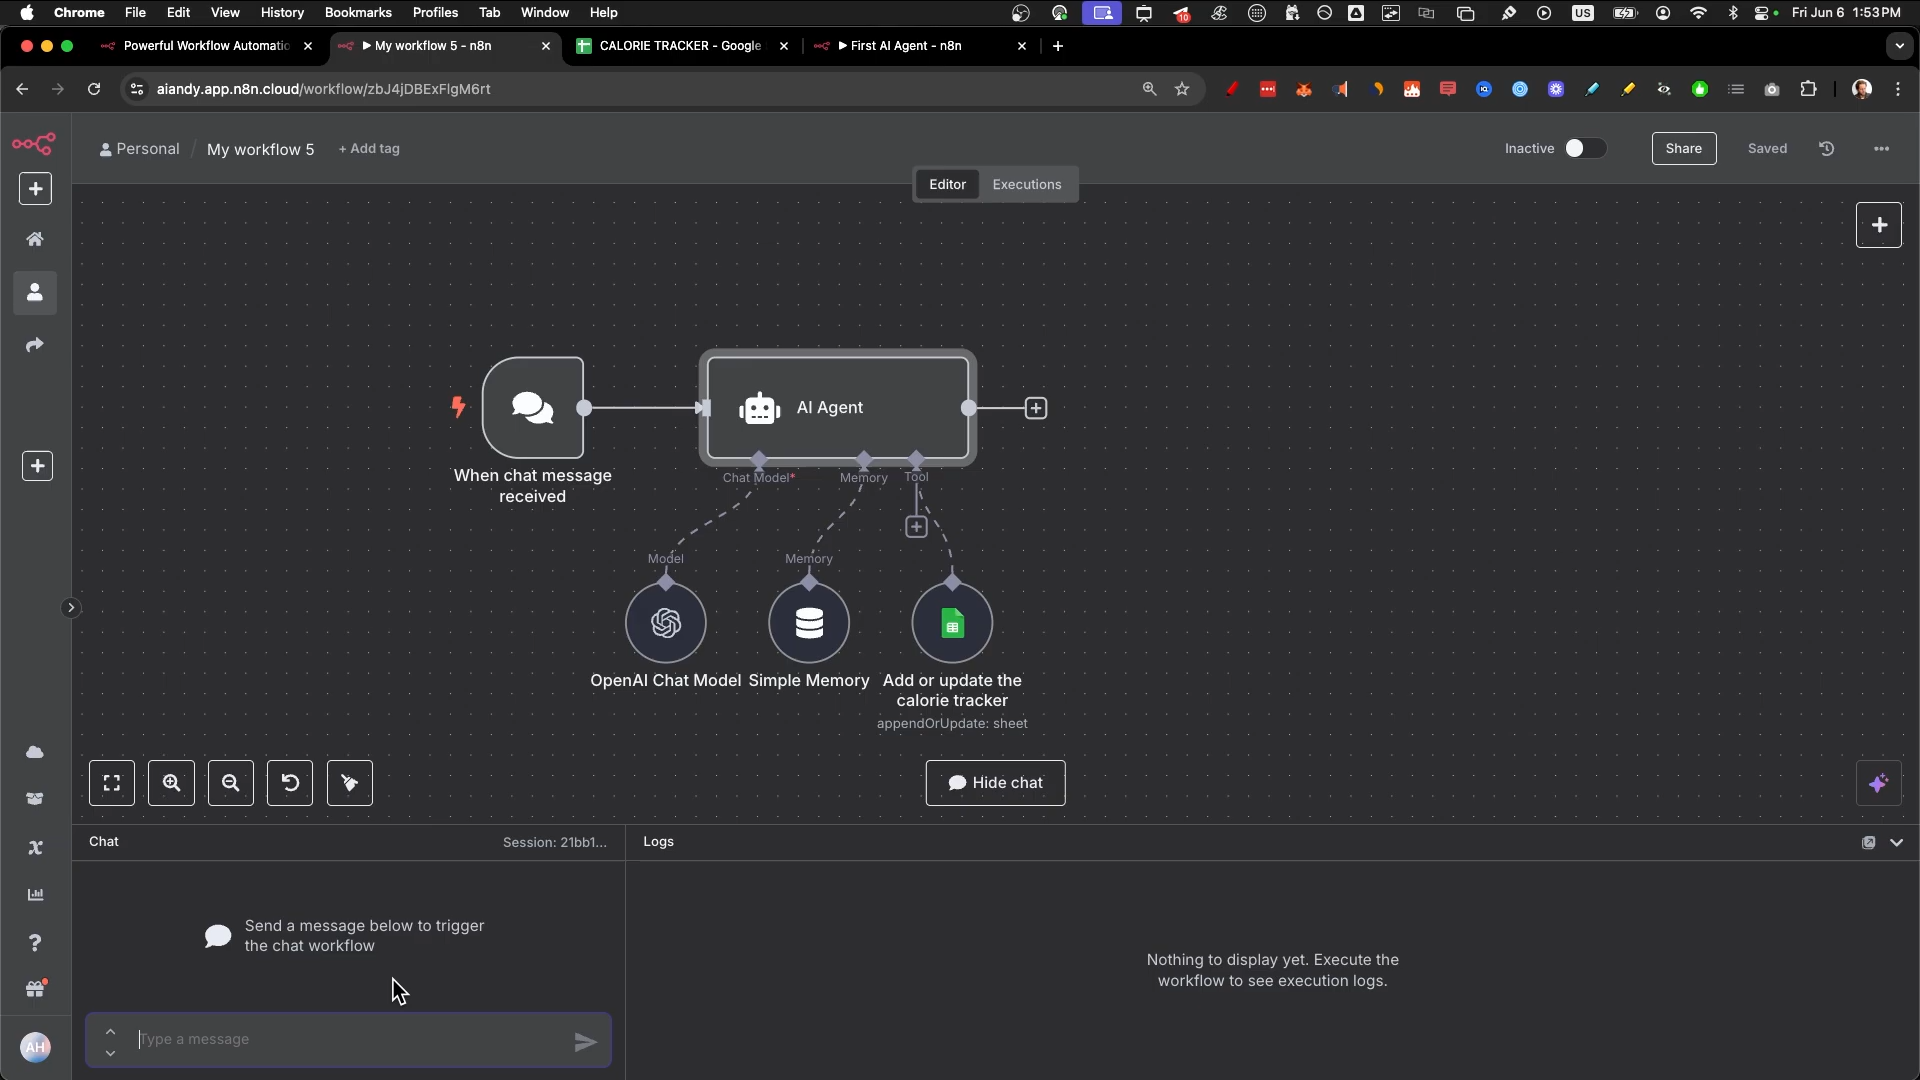 Chrome File Edit View History Bookmarks Profiles Tab Window Help
10 US Fri Jun 6 1:53 PM
Powerful Workflow Automatio
My workflow 5 - n8n
CALORIE TRACKER - Google
First AI Agent - n8n
aiandy.app.n8n.cloud/workflow/zbJ4jDBExFlgM6rt
Personal / My workflow 5 + Add tag
Inactive Share Saved
Editor Executions
AI Agent
When chat message
received
Chat Model* Memory Tool
Model Memory
OpenAI Chat Model
Simple Memory
Add or update the
calorie tracker
appendOrUpdate: sheet
Hide chat
Chat Session: 21bb1...
Logs
Send a message below to trigger
the chat workflow
Nothing to display yet. Execute the
workflow to see execution logs.
Type a message
AH